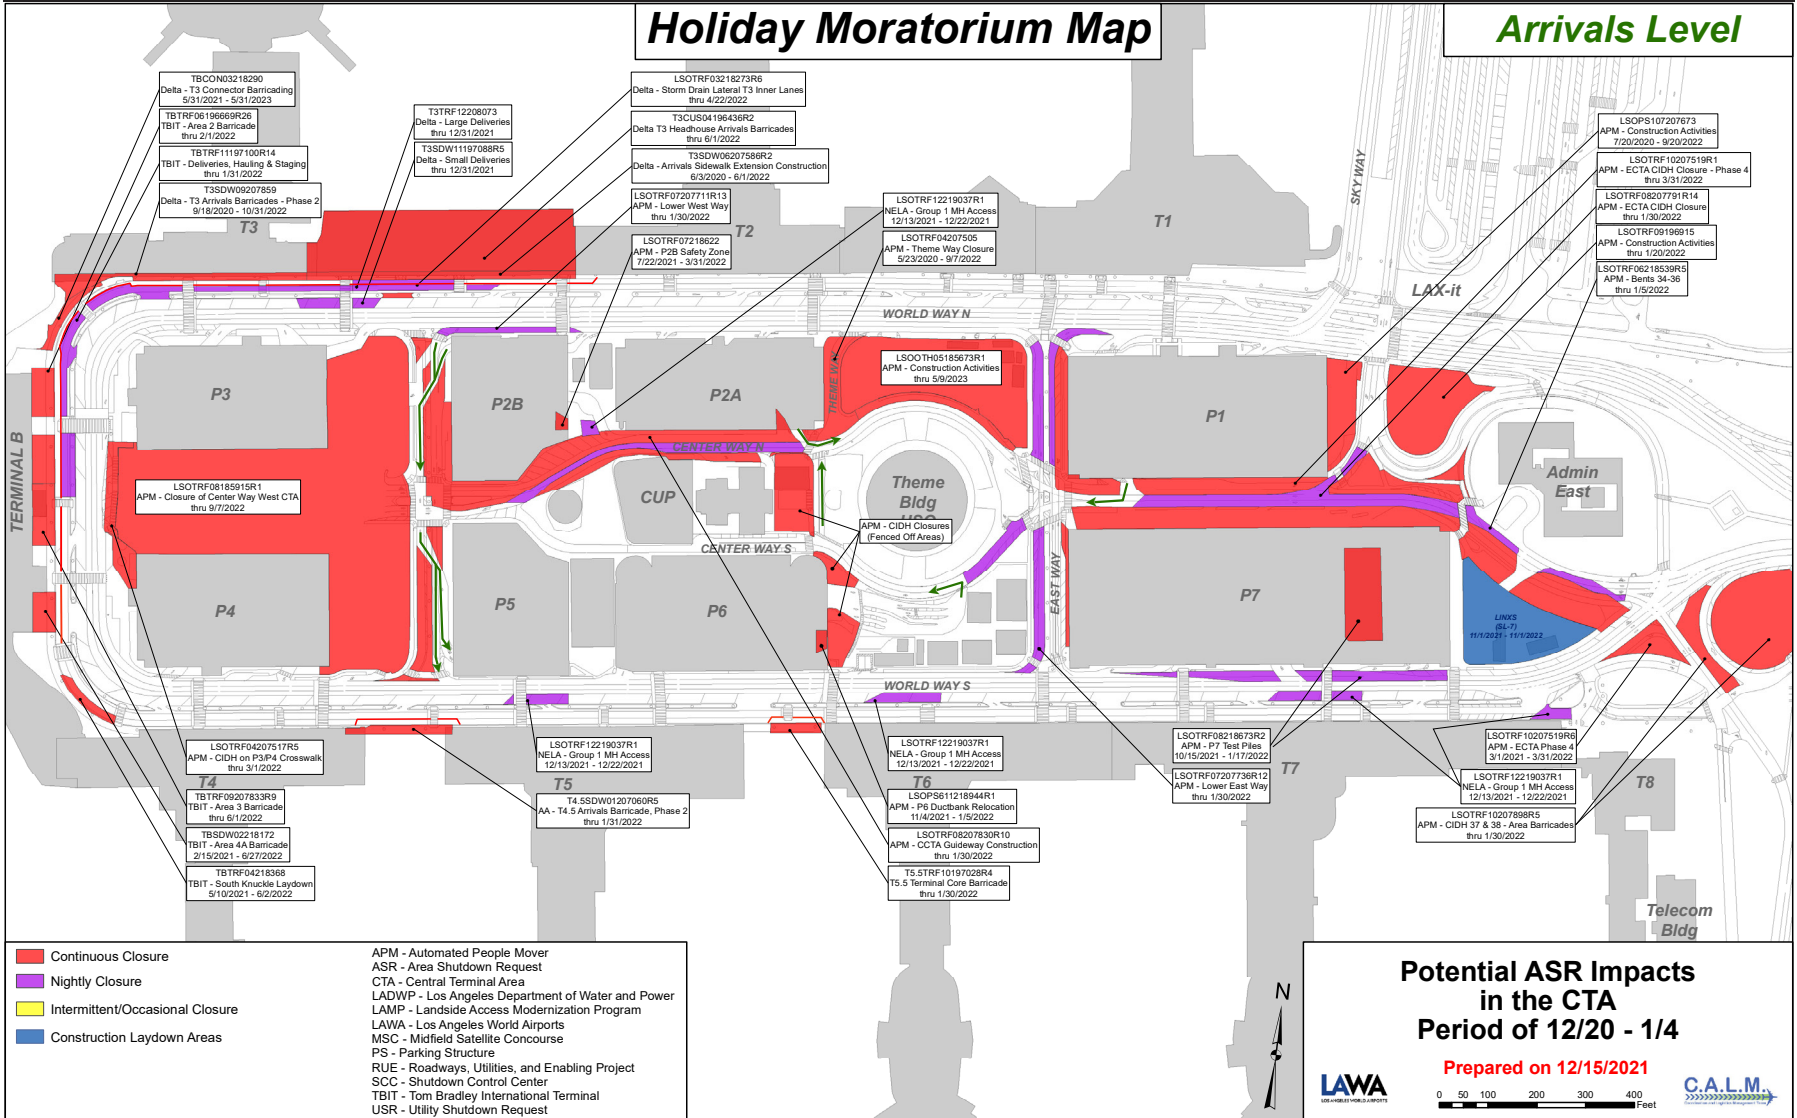 Holiday Moratorium Map
Arrivals Level
TBCON03218290
Delta - T3 Connector Barricading
5/31/2021 - 5/31/2023
TBTRF06196669R26
TBIT - Area 2 Barricade
thru 2/1/2022
TBTRF11197100R14
TBIT - Deliveries, Hauling & Staging
thru 1/31/2022
T3SDW09207859
Delta - T3 Arrivals Barricades - Phase 2
9/18/2020 - 10/31/2022
T3TRF12208073
Delta - Large Deliveries
thru 12/31/2021
T3SDW11197088R5
Delta - Small Deliveries
thru 12/31/2021
LSOTRF03218273R6
Delta - Storm Drain Lateral T3 Inner Lanes
thru 4/22/2022
T3CUS04196436R2
Delta T3 Headhouse Arrivals Barricades
thru 6/1/2022
T3SDW06207586R2
Delta - Arrivals Sidewalk Extension Construction
6/3/2020 - 6/1/2022
LSOTRF07207711R13
APM - Lower West Way
thru 1/30/2022
LSOTRF07218622
APM - P2B Safety Zone
7/22/2021 - 3/31/2022
LSOTRF12219037R1
NELA - Group 1 MH Access
12/13/2021 - 12/22/2021
LSOTRF04207505
APM - Theme Way Closure
5/23/2020 - 9/7/2022
LSOPS107207673
APM - Construction Activities
7/20/2020 - 9/20/2022
LSOTRF10207519R1
APM - ECTA CIDH Closure - Phase 4
thru 3/31/2022
LSOTRF08207791R14
APM - ECTA CIDH Closure
thru 1/30/2022
LSOTRF09196915
APM - Construction Activities
thru 1/20/2022
LSOTRF06218539R5
APM - Bents 34-36
thru 1/5/2022
T3
T2
T1
SKY WAY
LAX-it
WORLD WAY N
P3
P2B
P2A
THEME WAY
LSOOTH05185673R1
APM - Construction Activities
thru 5/9/2023
P1
TERMINAL B
CENTER WAY N
LSOTRF08185915R1
APM - Closure of Center Way West CTA
thru 9/7/2022
CUP
Theme
Bldg
USO
APM - CIDH Closures
(Fenced Off Areas)
Admin
East
CENTER WAY S
EAST WAY
P4
P5
P6
P7
LINXS
(SL-7)
11/1/2021 - 11/1/2022
WORLD WAY S
LSOTRF04207517R5
APM - CIDH on P3/P4 Crosswalk
thru 3/1/2022
T4
TBTRF09207833R9
TBIT - Area 3 Barricade
thru 6/1/2022
TBSDW02218172
TBIT - Area 4A Barricade
2/15/2021 - 6/27/2022
TBTRF04218368
TBIT - South Knuckle Laydown
5/10/2021 - 6/2/2022
LSOTRF12219037R1
NELA - Group 1 MH Access
12/13/2021 - 12/22/2021
T5
T4.5SDW01207060R5
AA - T4.5 Arrivals Barricade, Phase 2
thru 1/31/2022
LSOTRF12219037R1
NELA - Group 1 MH Access
12/13/2021 - 12/22/2021
T6
LSOPS611218944R1
APM - P6 Ductbank Relocation
11/4/2021 - 1/5/2022
LSOTRF08207830R10
APM - CCTA Guideway Construction
thru 1/30/2022
T5.5TRF10197028R4
T5.5 Terminal Core Barricade
thru 1/30/2022
LSOTRF08218673R2
APM - P7 Test Piles
10/15/2021 - 1/17/2022
T7
LSOTRF07207736R12
APM - Lower East Way
thru 1/30/2022
LSOTRF10207519R6
APM - ECTA Phase 4
3/1/2021 - 3/31/2022
LSOTRF12219037R1
NELA - Group 1 MH Access
12/13/2021 - 12/22/2021
LSOTRF10207898R5
APM - CIDH 37 & 38 - Area Barricades
thru 1/30/2022
T8
Telecom
Bldg
Continuous Closure
Nightly Closure
Intermittent/Occasional Closure
Construction Laydown Areas
APM - Automated People Mover
ASR - Area Shutdown Request
CTA - Central Terminal Area
LADWP - Los Angeles Department of Water and Power
LAMP - Landside Access Modernization Program
LAWA - Los Angeles World Airports
MSC - Midfield Satellite Concourse
PS - Parking Structure
RUE - Roadways, Utilities, and Enabling Project
SCC - Shutdown Control Center
TBIT - Tom Bradley International Terminal
USR - Utility Shutdown Request
N
Potential ASR Impacts
in the CTA
Period of 12/20 - 1/4
Prepared on 12/15/2021
LAWA
LOS ANGELES WORLD AIRPORTS
0 50 100 200 300 400
Feet
C.A.L.M.